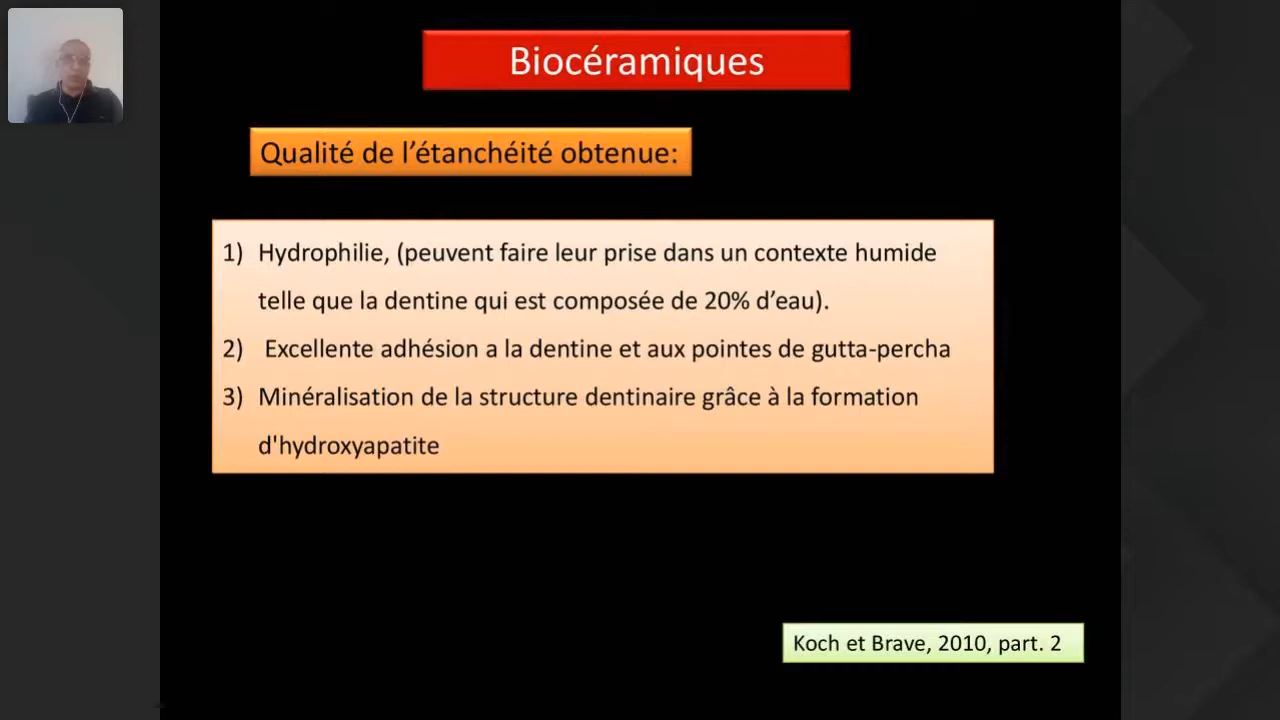 Biocéramiques
Qualité de l’étanchéité obtenue:
1) Hydrophilie, (peuvent faire leur prise dans un contexte humide
telle que la dentine qui est composée de 20% d’eau).
2) Excellente adhésion a la dentine et aux pointes de gutta-percha
3) Minéralisation de la structure dentinaire grâce à la formation
d'hydroxyapatite
Koch et Brave, 2010, part. 2